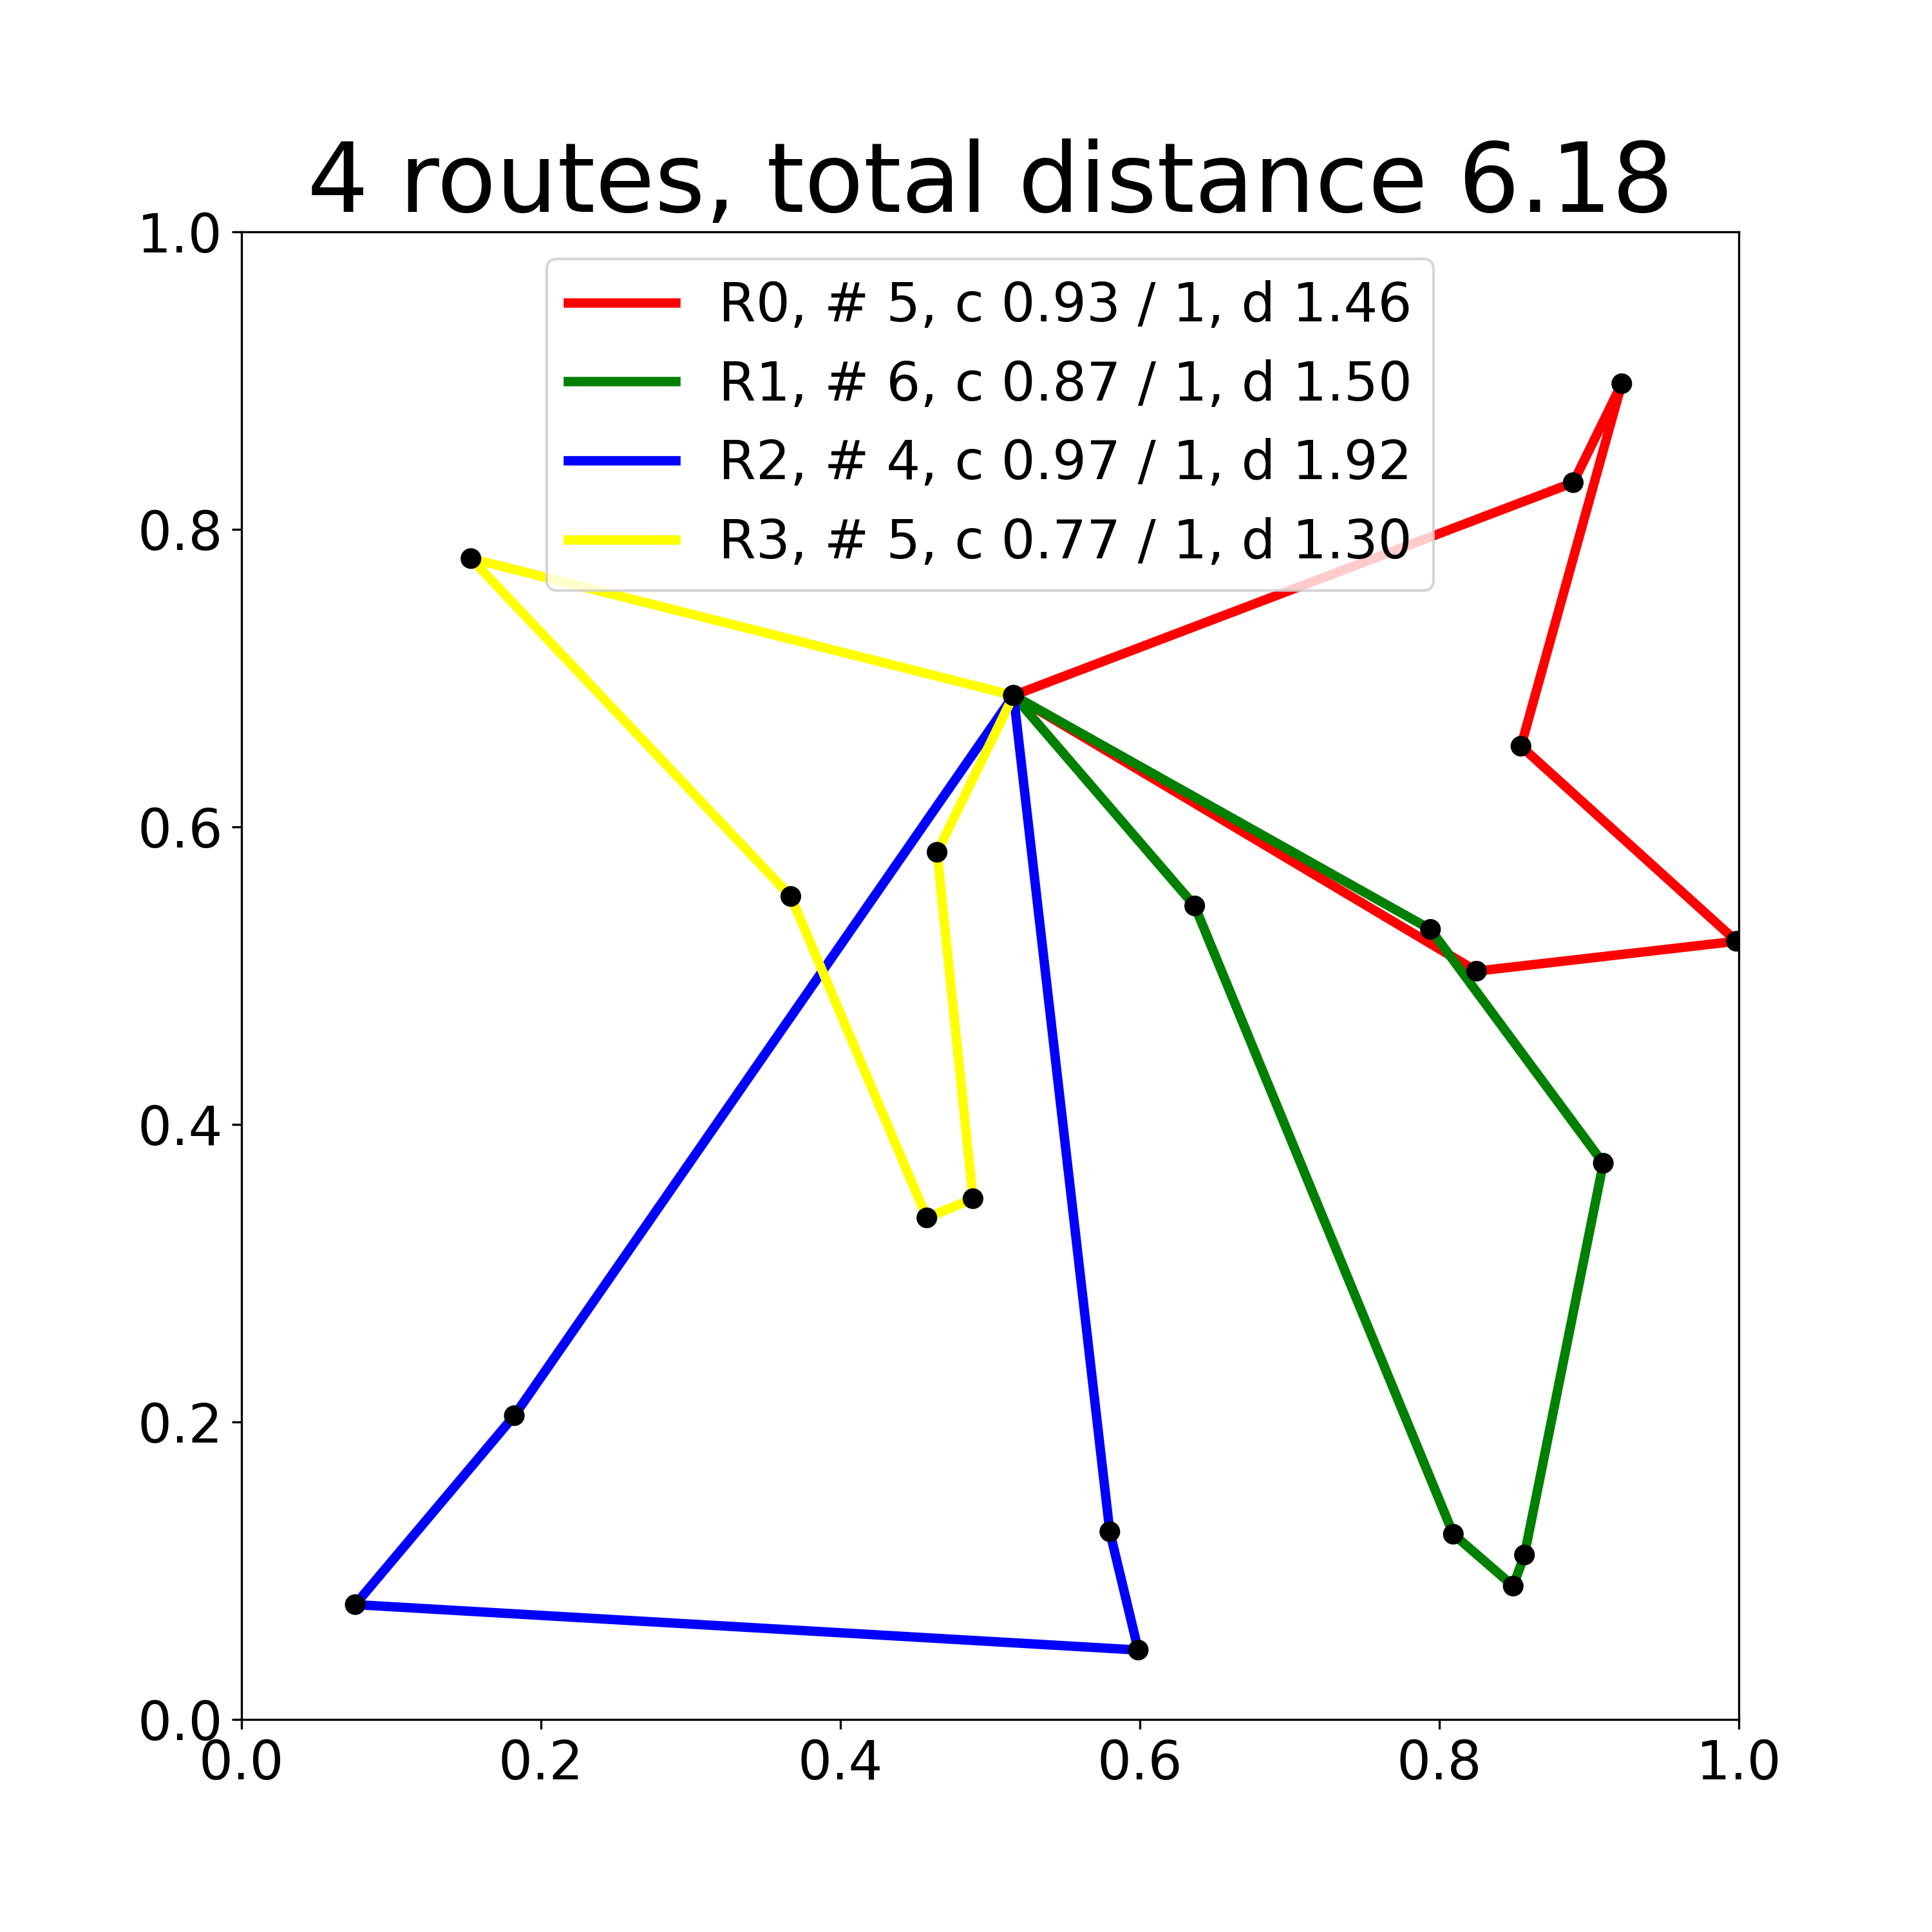 4 routes, total distance 6.18
R0, # 5, c 0.93 / 1, d 1.46
R1, # 6, c 0.87 / 1, d 1.50
R2, # 4, c 0.97 / 1, d 1.92
R3, # 5, c 0.77 / 1, d 1.30
1.0
0.8
0.6
0.4
0.2
0.0
0.0 0.2 0.4 0.6 0.8 1.0